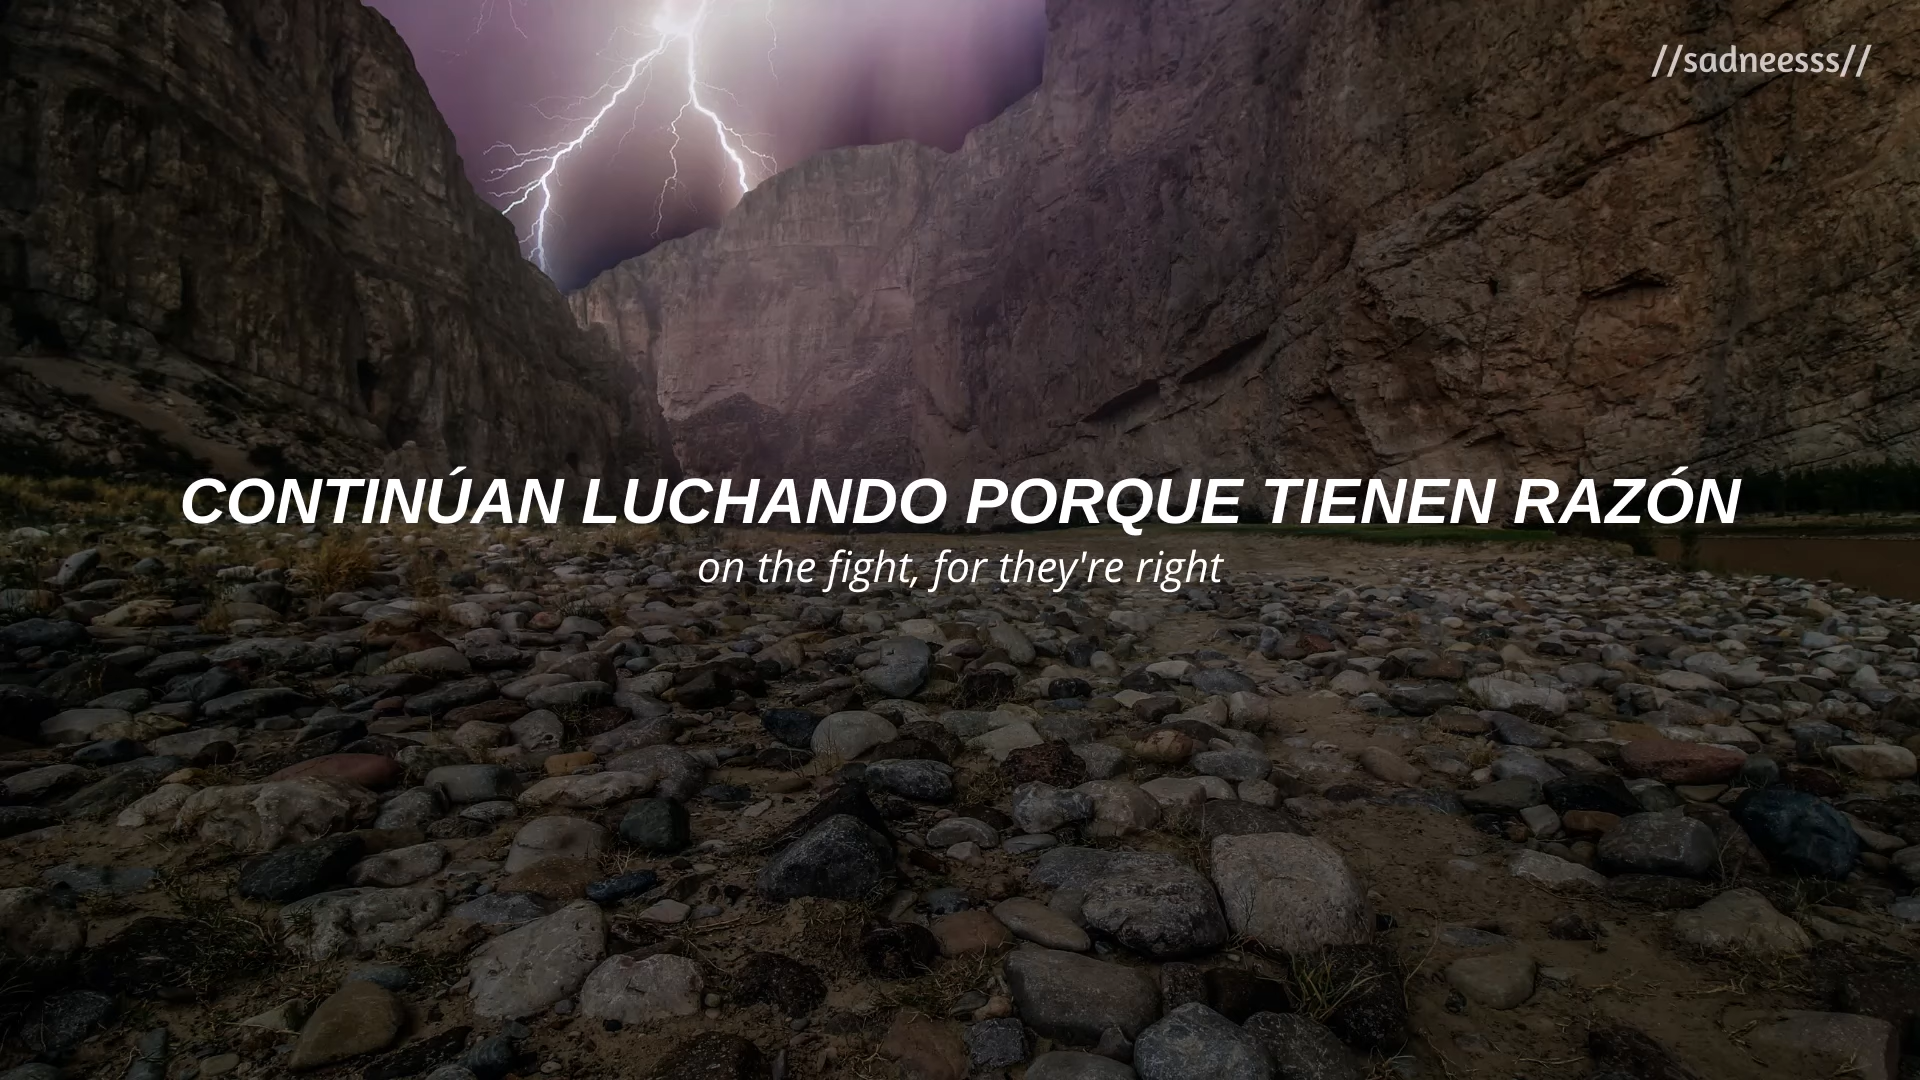 //sadneesss//
CONTINÚAN LUCHANDO PORQUE TIENEN RAZÓN
on the fight, for they're right